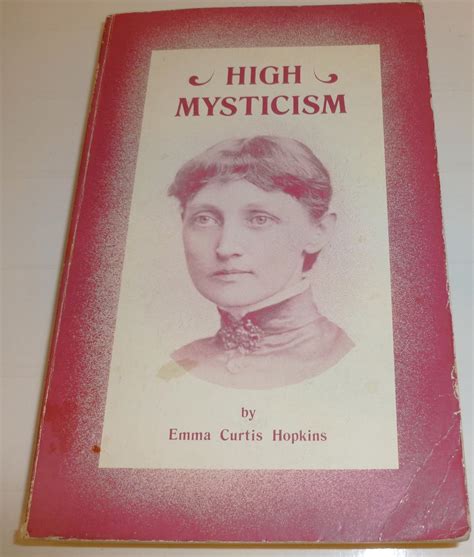 HIGH
MYSTICISM
by
Emma Curtis Hopkins